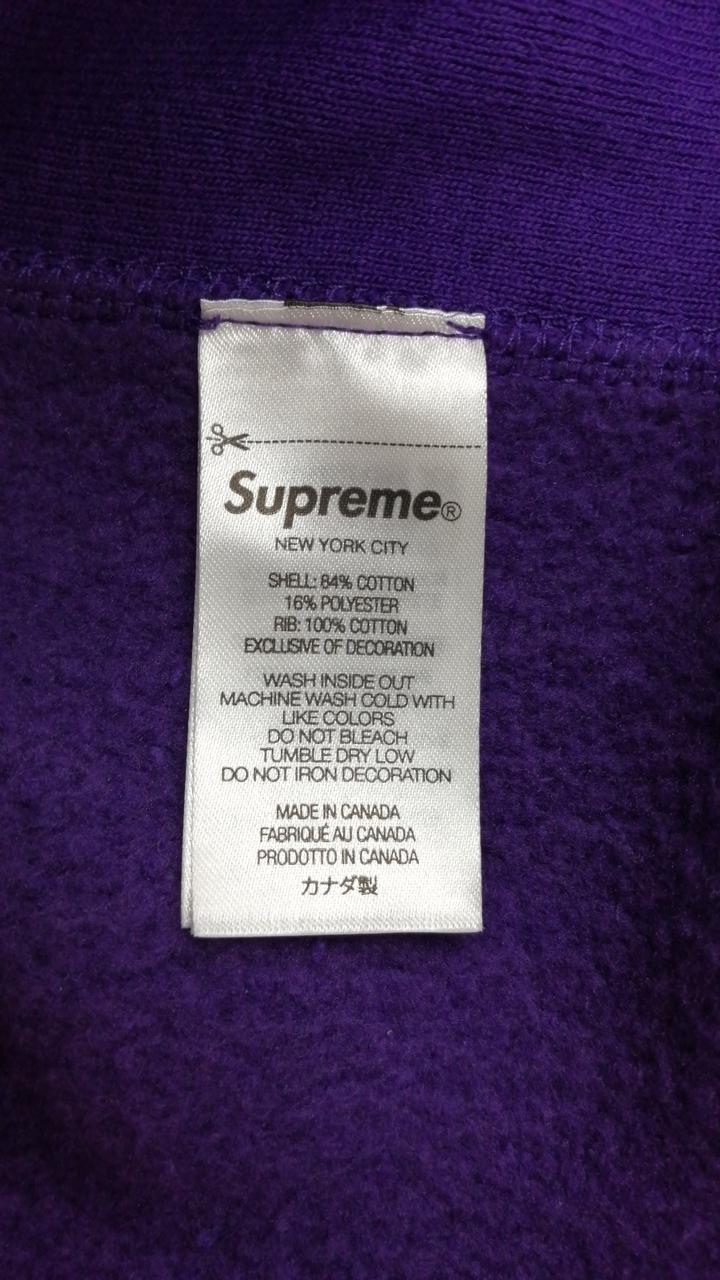 Supreme®
NEW YORK CITY
SHELL: 84% COTTON
16% POLYESTER
RIB: 100% COTTON
EXCLUSIVE OF DECORATION
WASH INSIDE OUT
MACHINE WASH COLD WITH
LIKE COLORS
DO NOT BLEACH
TUMBLE DRY LOW
DO NOT IRON DECORATION
MADE IN CANADA
FABRIQUÉ AU CANADA
PRODOTTO IN CANADA
カナダ製